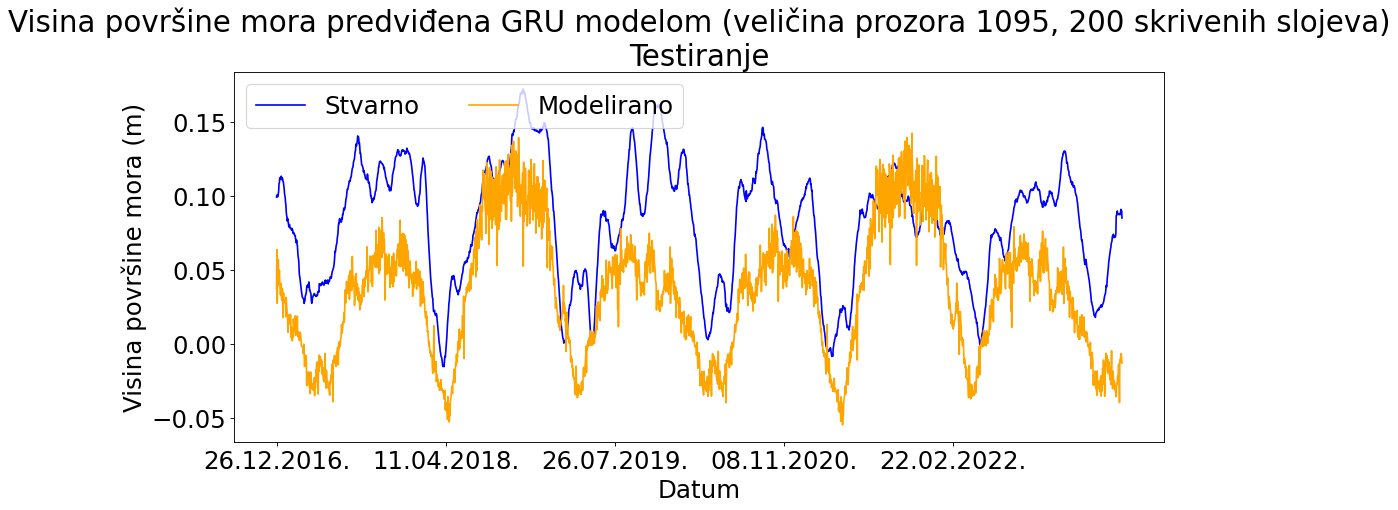 Visina površine mora predviđena GRU modelom (veličina prozora 1095, 200 skrivenih slojeva)
Testiranje
Stvarno Modelirano
Visina površine mora (m)
0.15
0.10
0.05
0.00
−0.05
26.12.2016. 11.04.2018. 26.07.2019. 08.11.2020. 22.02.2022.
Datum